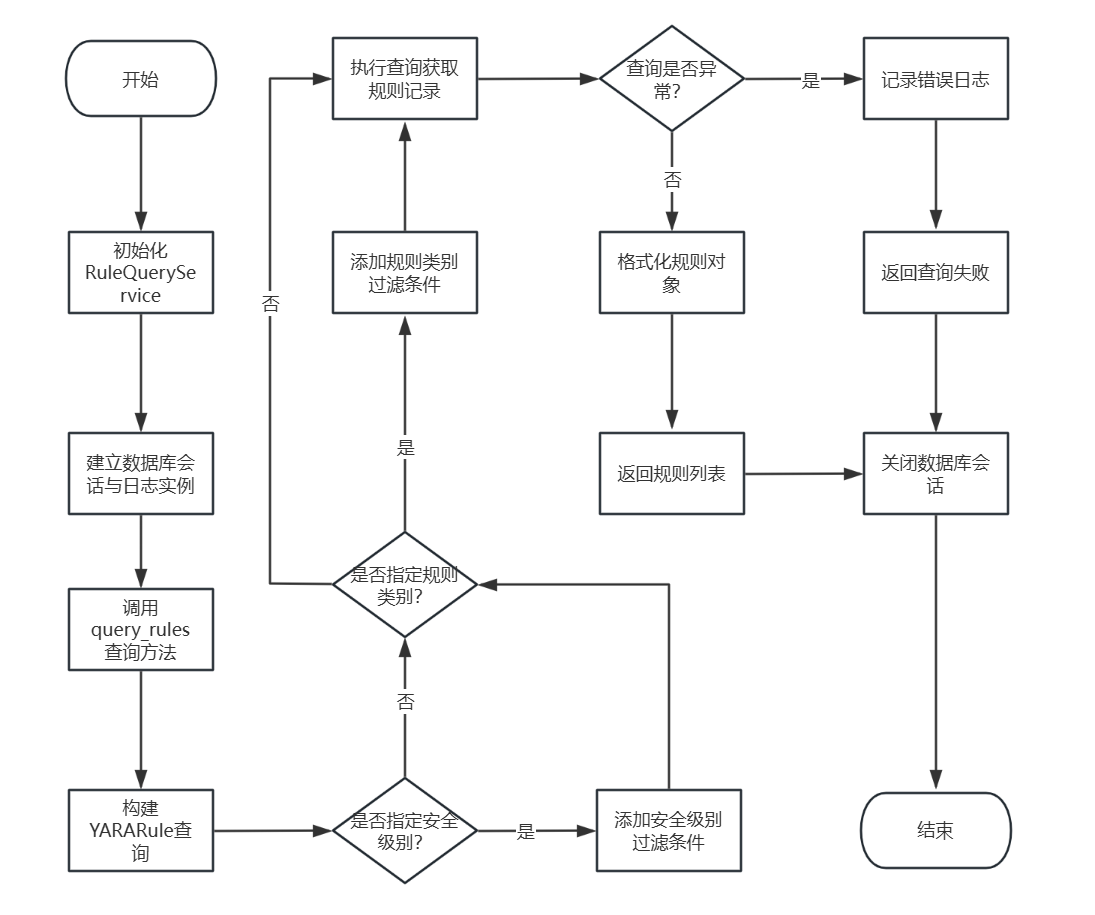 开始
初始化
RuleQuerySe
rvice
建立数据库会
话与日志实例
调用
query_rules
查询方法
构建
YARARule查
询
是否指定安全
级别?
是
添加安全级别
过滤条件
否
是否指定规则
类别?
是
否
添加规则类别
过滤条件
执行查询获取
规则记录
查询是否异
常?
是
记录错误日志
否
格式化规则对
象
返回查询失败
返回规则列表
关闭数据库会
话
结束